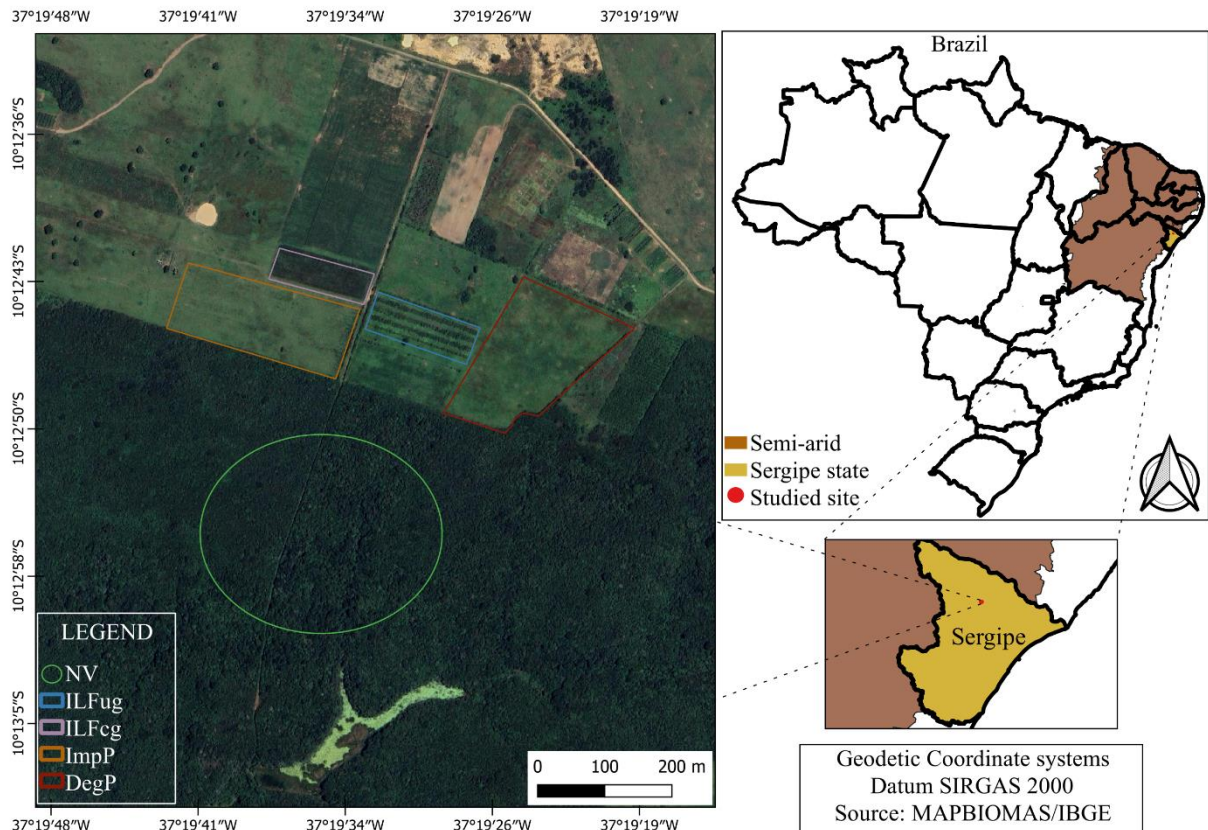 37°19′48″W 37°19′41″W 37°19′34″W 37°19′26″W 37°19′19″W
10°12′36″S
10°12′43″S
10°12′50″S
10°12′58″S
10°13′5″S
LEGEND
NV
ILFug
ILFcg
ImpP
DegP
0 100 200 m
37°19′48″W 37°19′41″W 37°19′34″W 37°19′26″W 37°19′19″W
Brazil
Semi-arid
Sergipe state
Studied site
Sergipe
Geodetic Coordinate systems
Datum SIRGAS 2000
Source: MAPBIOMAS/IBGE